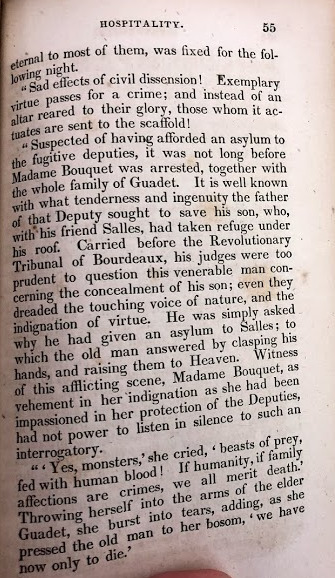 HOSPITALITY. 55
eternal to most of them, was fixed for the fol-
lowing night.
"Sad effects of civil dissension! Exemplary
virtue passes for a crime; and instead of an
altar reared to their glory, those whom it ac-
tuates are sent to the scaffold!
"Suspected of having afforded an asylum to
the fugitive deputies, it was not long before
Madame Bouquet was arrested, together with
the whole family of Guadet. It is well known
with what tenderness and ingenuity the father
of that Deputy sought to save his son, who,
with his friend Salles, had taken refuge under
his roof. Carried before the Revolutionary
Tribunal of Bourdeaux, his judges were too
prudent to question this venerable man con-
cerning the concealment of his son; even they
dreaded the touching voice of nature, and the
indignation of virtue. He was simply asked
why he had given an asylum to Salles; to
which the old man answered by clasping his
hands, and raising them to Heaven. Witness
of this afflicting scene, Madame Bouquet, as
vehement in her indignation as she had been
impassioned in her protection of the Deputies,
had not power to listen in silence to such an
interrogatory.
"'Yes, monsters,' she cried, 'beasts of prey,
fed with human blood! If humanity, if family
affections are crimes, we all merit death.'
Throwing herself into the arms of the elder
Guadet, she burst into tears, adding, as she
pressed the old man to her bosom, 'we have
now only to die.'